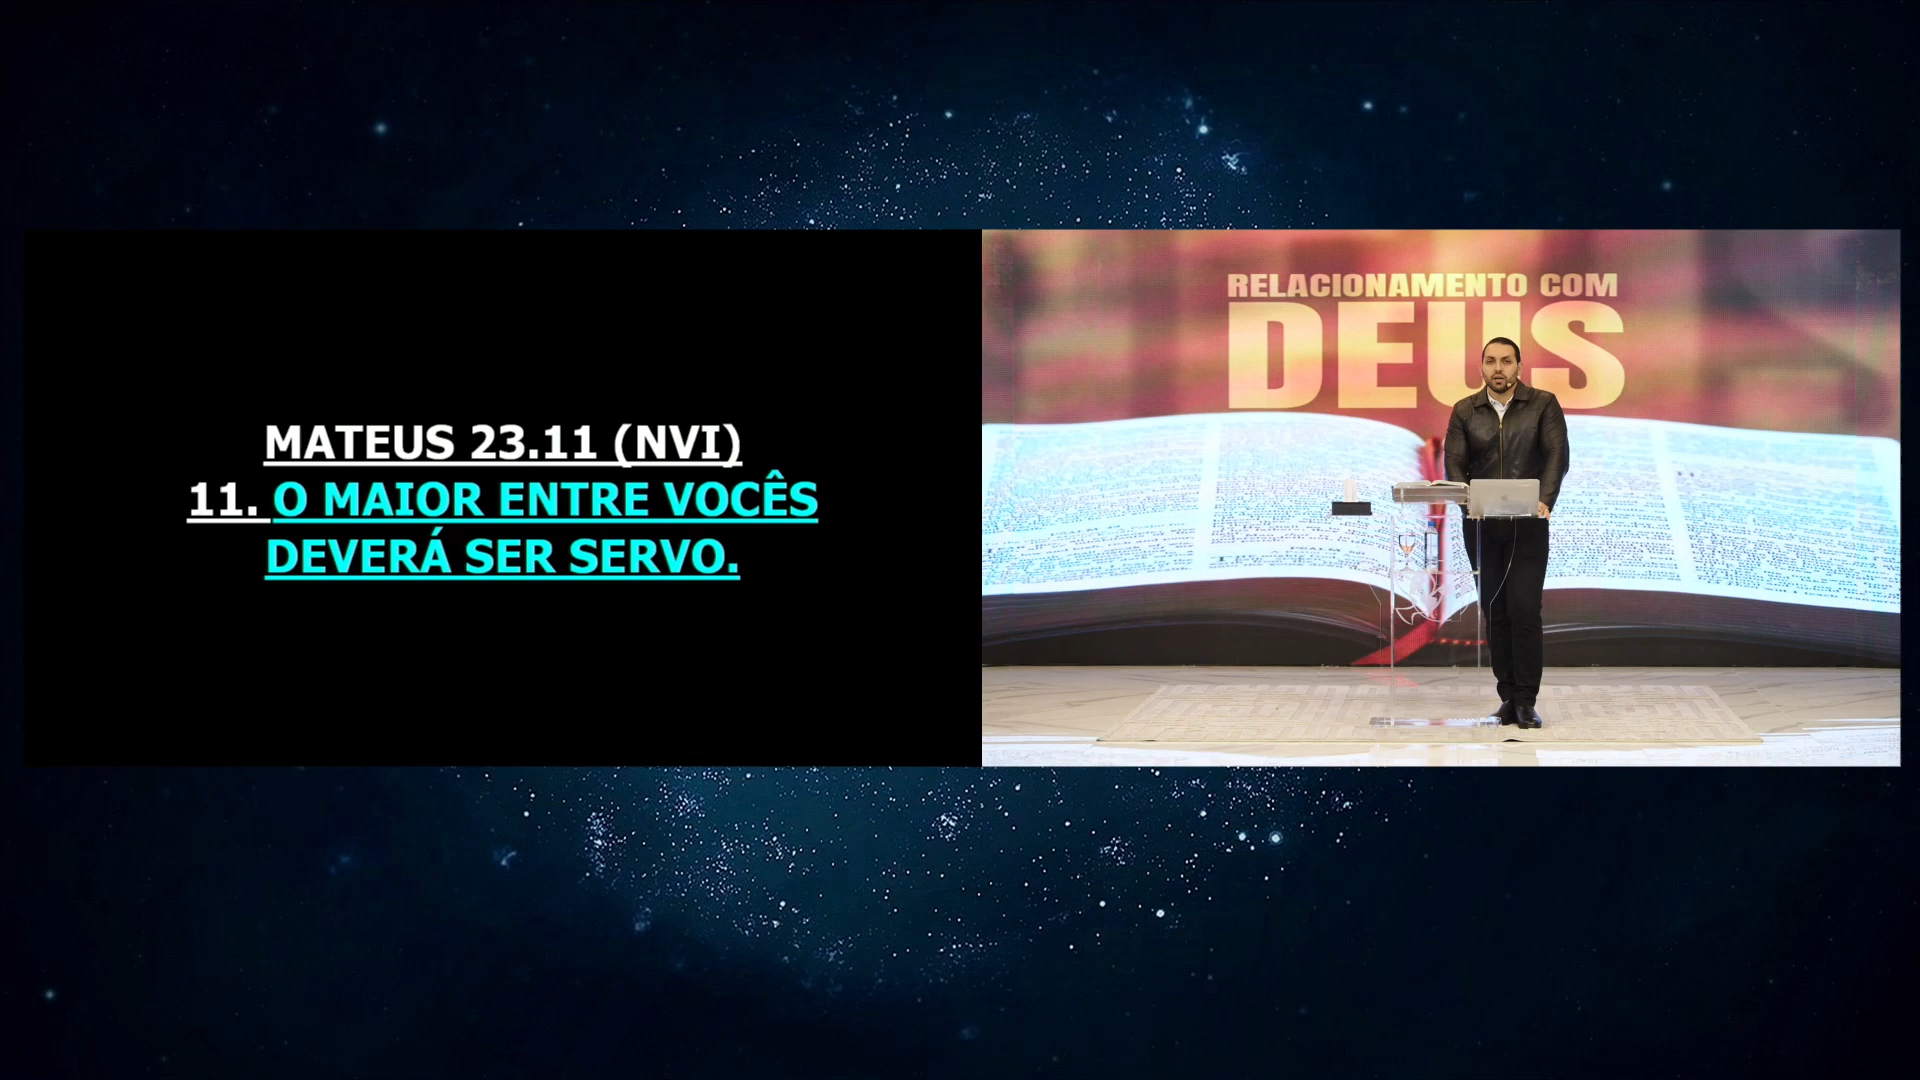 MATEUS 23.11 (NVI)
11. O MAIOR ENTRE VOCÊS
DEVERÁ SER SERVO.
RELACIONAMENTO COM
DEUS